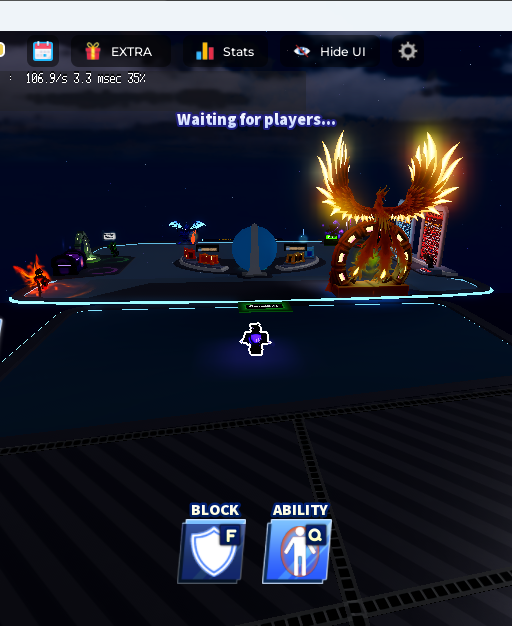 EXTRA
Stats
Hide UI
: 106.9/s 3.3 msec 35%
Waiting for players...
BLOCK
ABILITY
F
Q